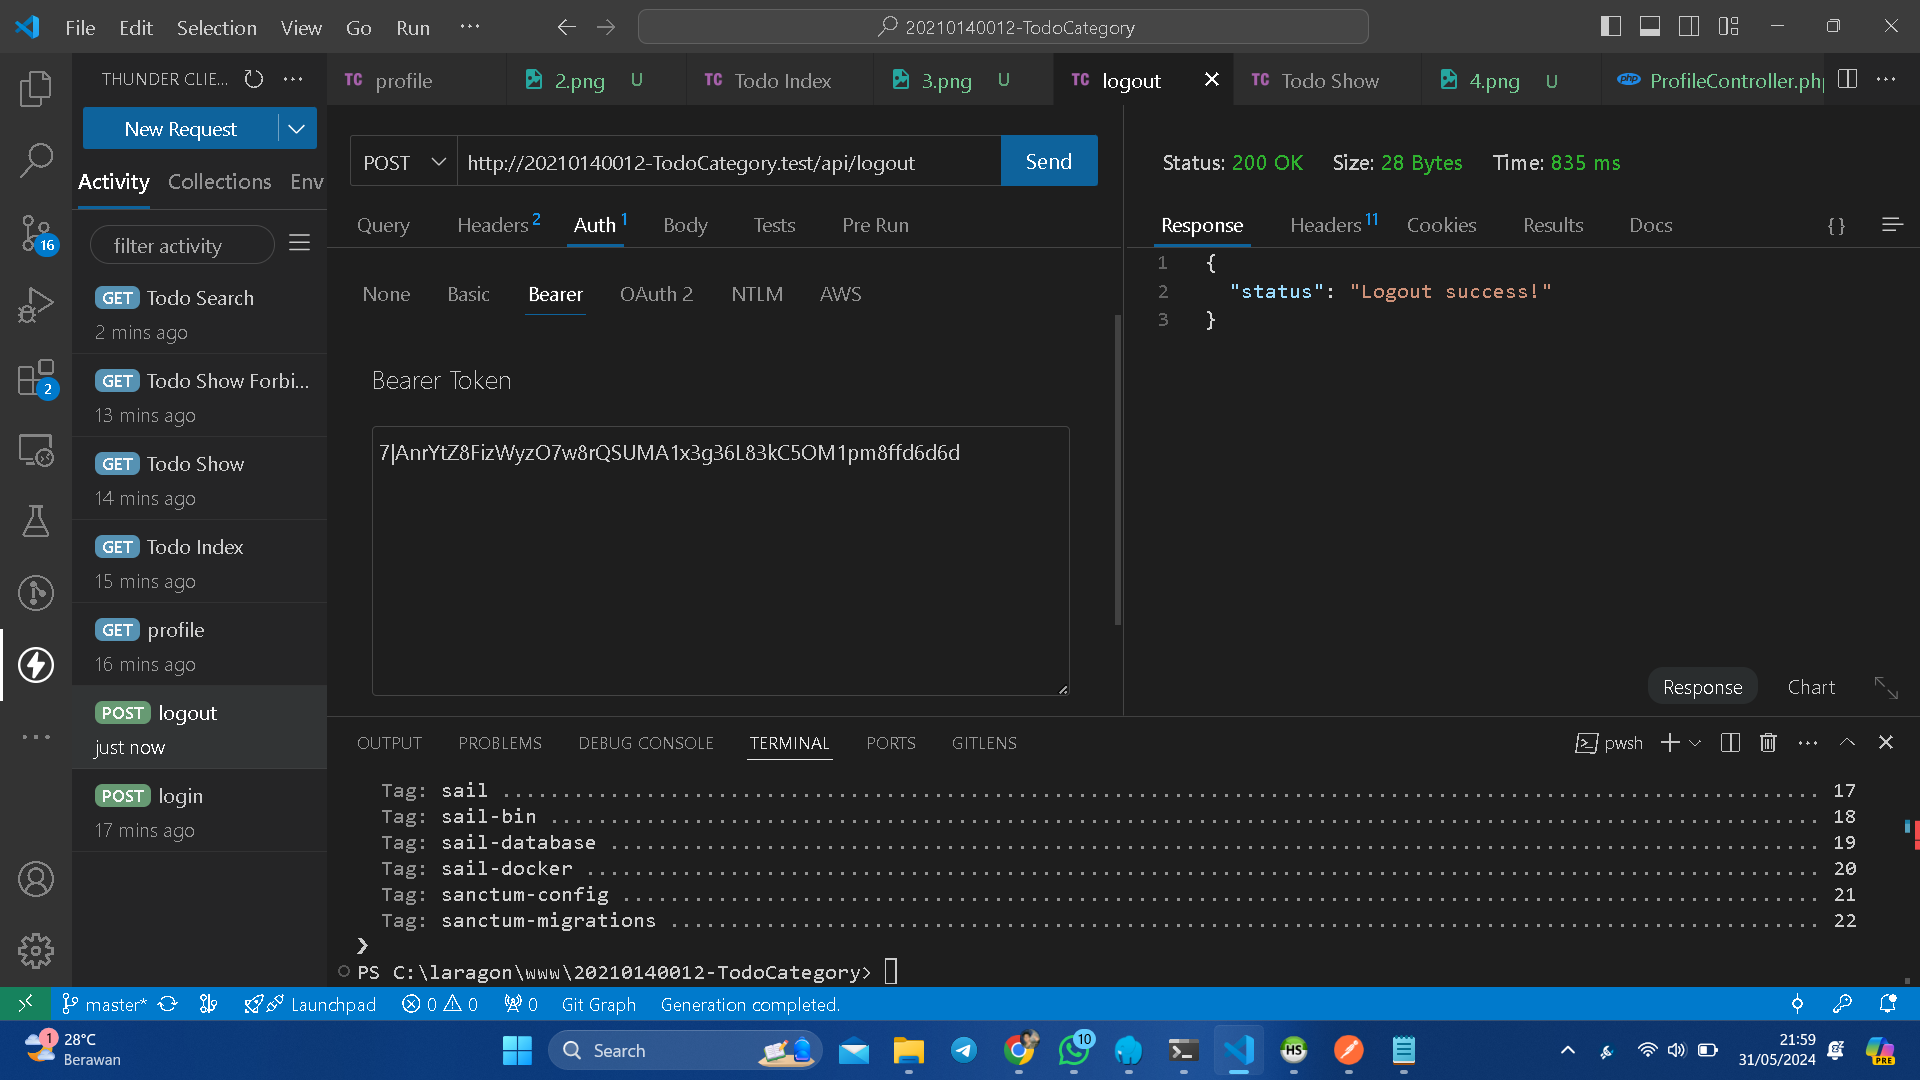 File Edit Selection View Go Run ...
20210140012-TodoCategory
THUNDER CLIE... ...
profile 2.png U Todo Index 3.png U logout Todo Show 4.png U ProfileController.php
TC TC TC TC php
New Request
Activity Collections Env
filter activity
GET Todo Search
2 mins ago
GET Todo Show Forbi...
13 mins ago
GET Todo Show
14 mins ago
GET Todo Index
15 mins ago
GET profile
16 mins ago
POST logout
just now
POST login
17 mins ago
16
2
POST http://20210140012-TodoCategory.test/api/logout Send
Query Headers 2 Auth 1 Body Tests Pre Run
None Basic Bearer OAuth 2 NTLM AWS
Bearer Token
7|AnrYtZ8FizWyzO7w8rQSUMA1x3g36L83kC5OM1pm8ffd6d6d
Status: 200 OK Size: 28 Bytes Time: 835 ms
Response Headers 11 Cookies Results Docs {}
1 {
2 "status": "Logout success!"
3 }
Response Chart
OUTPUT PROBLEMS DEBUG CONSOLE TERMINAL PORTS GITLENS
pwsh
Tag: sail ........ 17
Tag: sail-bin ........ 18
Tag: sail-database ........ 19
Tag: sail-docker ........ 20
Tag: sanctum-config ........ 21
Tag: sanctum-migrations ........ 22
❯
PS C:\laragon\www\20210140012-TodoCategory>
master* Launchpad 0 0 0 Git Graph Generation completed.
1
28°C
Berawan
Search
10
HS
21:59
31/05/2024
PRE